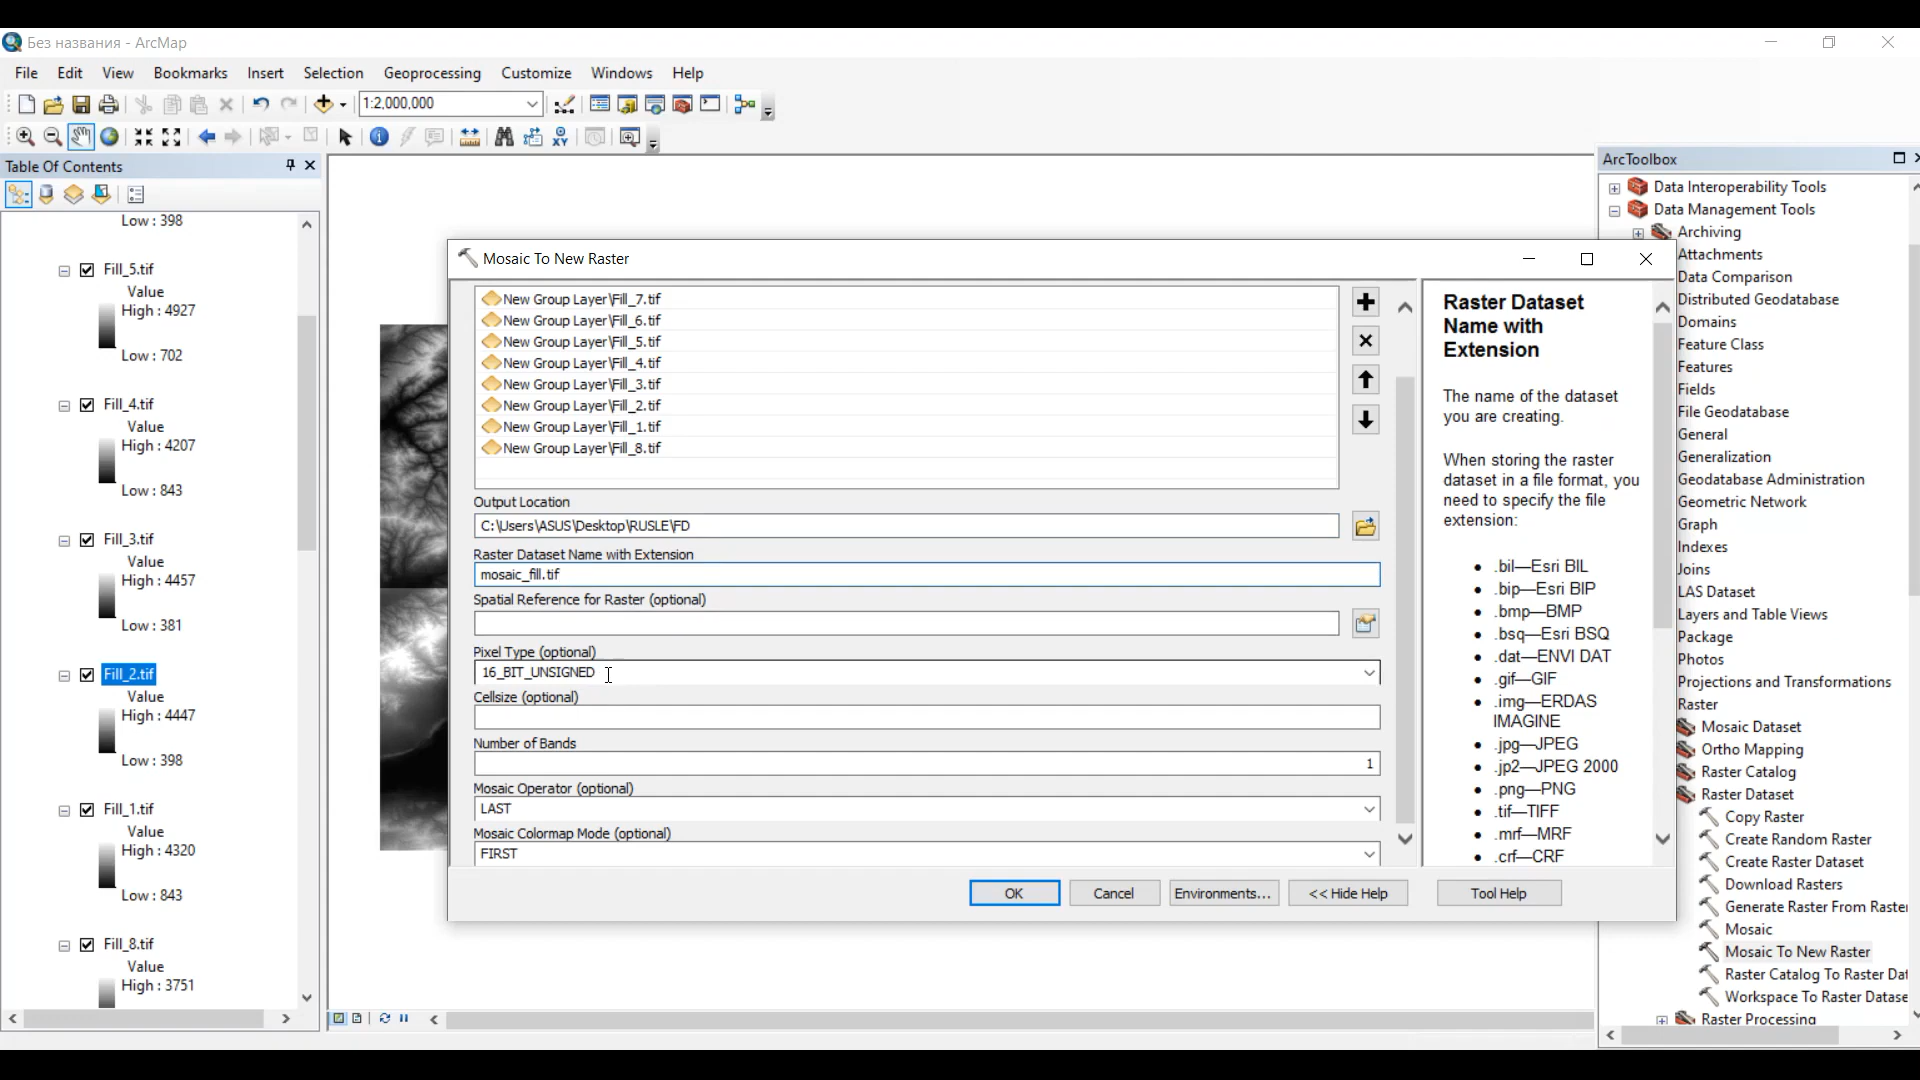 Без названия - ArcMap
File Edit View Bookmarks Insert Selection Geoprocessing Customize Windows Help
1:2,000,000
Table Of Contents
Low : 398
Fill_5.tif
Value
High : 4927
Low : 702
Fill_4.tif
Value
High : 4207
Low : 843
Fill_3.tif
Value
High : 4457
Low : 381
Fill_2.tif
Value
High : 4447
Low : 398
Fill_1.tif
Value
High : 4320
Low : 843
Fill_8.tif
Value
High : 3751
Mosaic To New Raster
New Group Layer\Fill_7.tif
New Group Layer\Fill_6.tif
New Group Layer\Fill_5.tif
New Group Layer\Fill_4.tif
New Group Layer\Fill_3.tif
New Group Layer\Fill_2.tif
New Group Layer\Fill_1.tif
New Group Layer\Fill_8.tif
Output Location
C:\Users\ASUS\Desktop\RUSLE\FD
Raster Dataset Name with Extension
mosaic_fill.tif
Spatial Reference for Raster (optional)
Pixel Type (optional)
16_BIT_UNSIGNED
Cellsize (optional)
Number of Bands
1
Mosaic Operator (optional)
LAST
Mosaic Colormap Mode (optional)
FIRST
OK Cancel Environments... << Hide Help Tool Help
Raster Dataset
Name with
Extension
The name of the dataset
you are creating.
When storing the raster
dataset in a file format, you
need to specify the file
extension:
.bil—Esri BIL
.bip—Esri BIP
.bmp—BMP
.bsq—Esri BSQ
.dat—ENVI DAT
.gif—GIF
.img—ERDAS
IMAGINE
.jpg—JPEG
.jp2—JPEG 2000
.png—PNG
.tif—TIFF
.mrf—MRF
.crf—CRF
ArcToolbox
Data Interoperability Tools
Data Management Tools
Archiving
Attachments
Data Comparison
Distributed Geodatabase
Domains
Feature Class
Features
Fields
File Geodatabase
General
Generalization
Geodatabase Administration
Geometric Network
Graph
Indexes
Joins
LAS Dataset
Layers and Table Views
Package
Photos
Projections and Transformations
Raster
Mosaic Dataset
Ortho Mapping
Raster Catalog
Raster Dataset
Copy Raster
Create Random Raster
Create Raster Dataset
Download Rasters
Generate Raster From Raster
Mosaic
Mosaic To New Raster
Raster Catalog To Raster Dat
Workspace To Raster Datase
Raster Processing